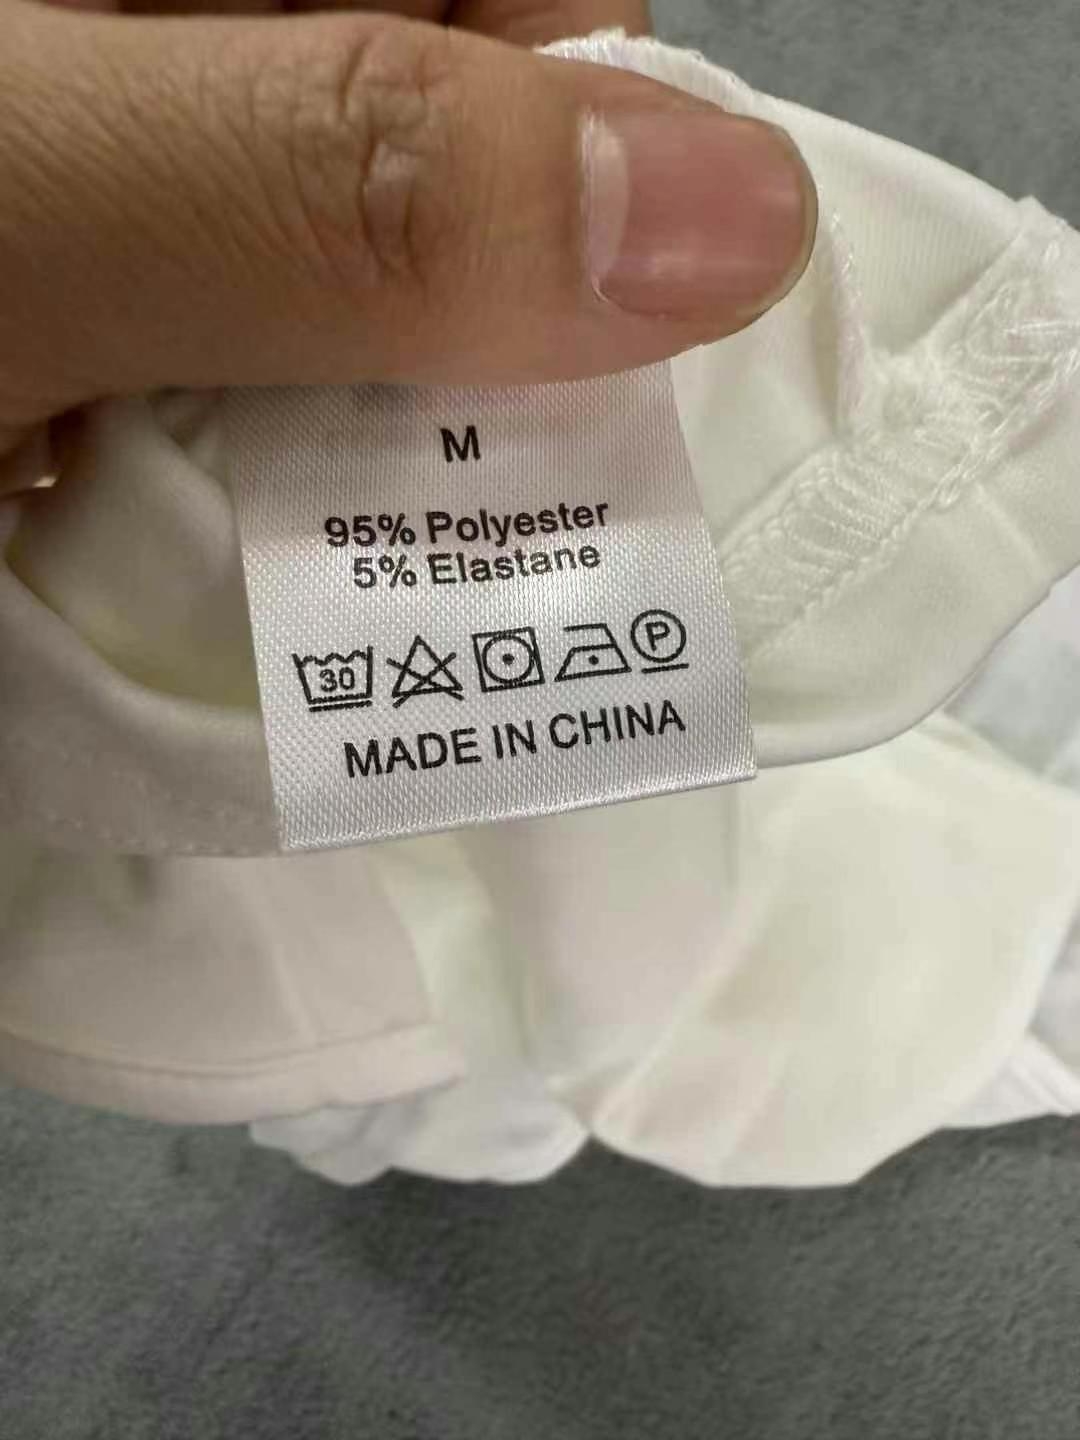 M
95% Polyester
5% Elastane
30 P
MADE IN CHINA